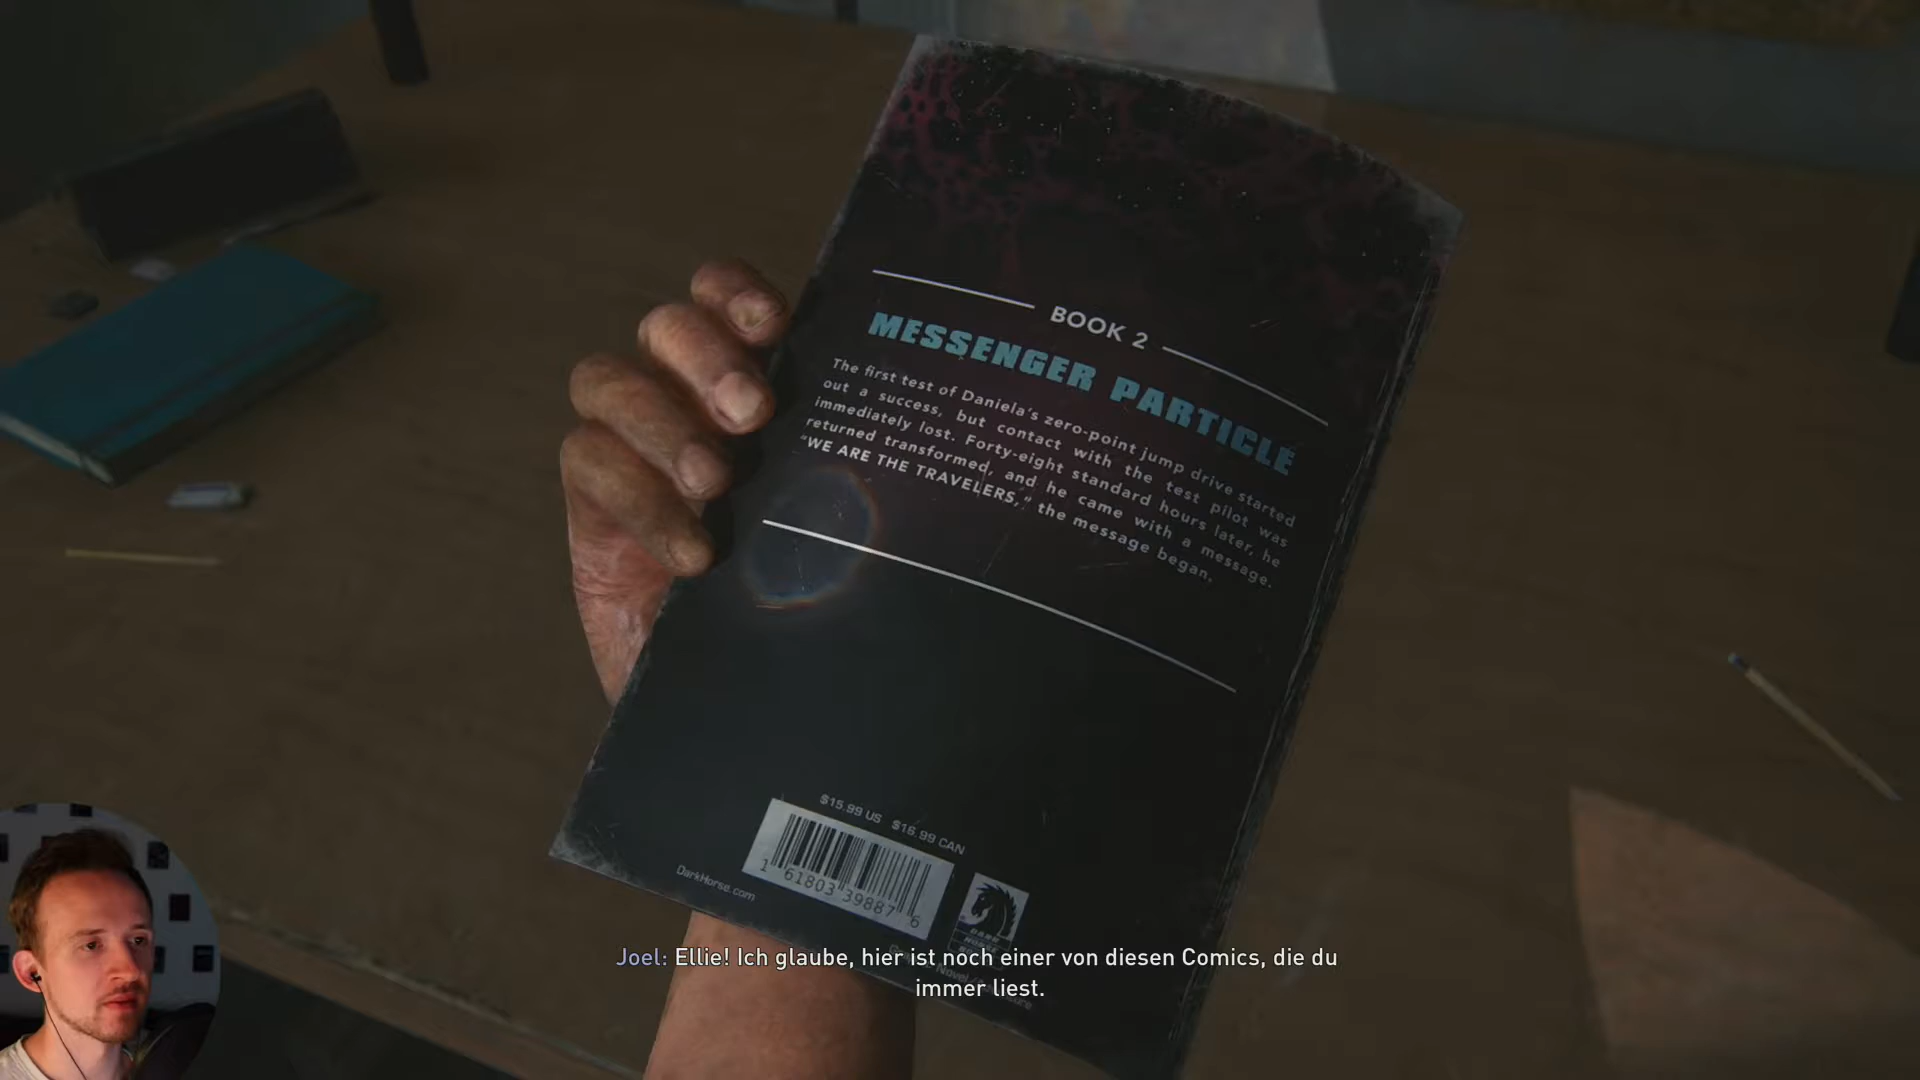 BOOK 2
MESSENGER PARTICLE
The first test of Daniela's zero-point jump drive started
out a success, but contact with the test pilot was
immediately lost. Forty-eight standard hours later, he
returned transformed, and he came with a message.
"WE ARE THE TRAVELERS," the message began.
$15.99 US $16.99 CAN
1 61803 39887 6
DarkHorse.com
DARK
HORSE
Joel: Ellie! Ich glaube, hier ist noch einer von diesen Comics, die du
immer liest.